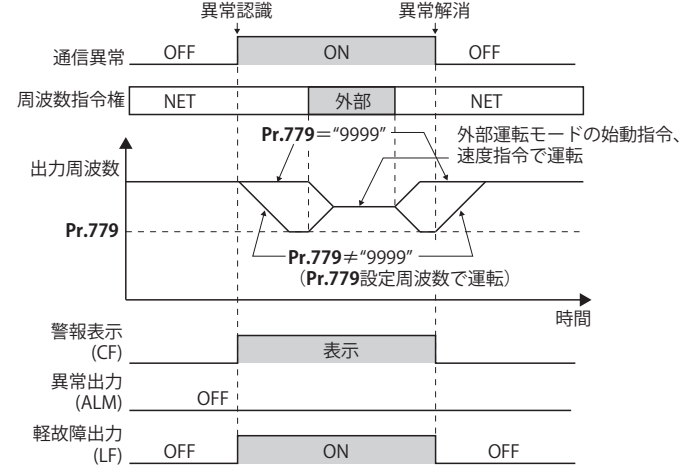 異常認識 異常解消
通信異常 OFF ON OFF
周波数指令権 NET 外部 NET
Pr.779＝“9999” 外部運転モードの始動指令、
速度指令で運転
出力周波数
Pr.779
Pr.779≠“9999”
（Pr.779設定周波数で運転）
時間
警報表示
(CF) 表示
異常出力
(ALM) OFF
軽故障出力
(LF) OFF ON OFF